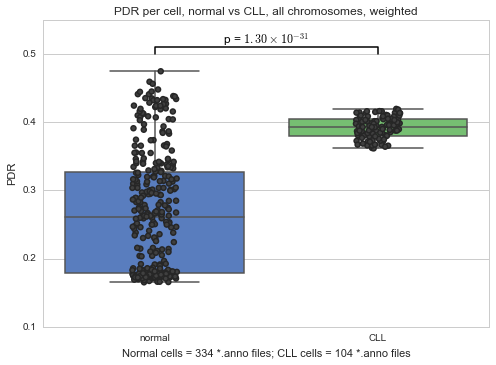 PDR per cell, normal vs CLL, all chromosomes, weighted
p = 1.30 × 10⁻³¹
0.5
0.4
0.3
0.2
0.1
PDR
normal CLL
Normal cells = 334 *.anno files; CLL cells = 104 *.anno files